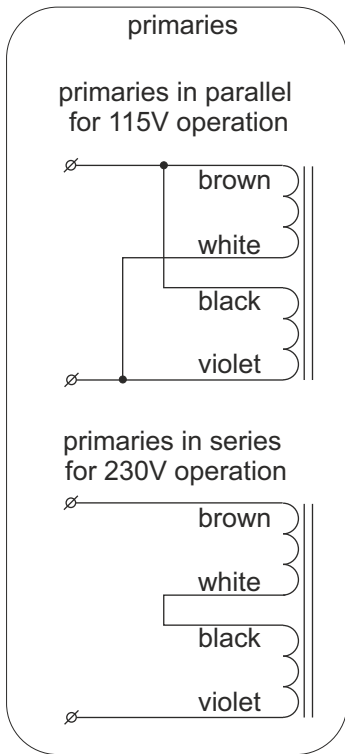 primaries
primaries in parallel
for 115V operation
brown
white
black
violet
primaries in series
for 230V operation
brown
white
black
violet